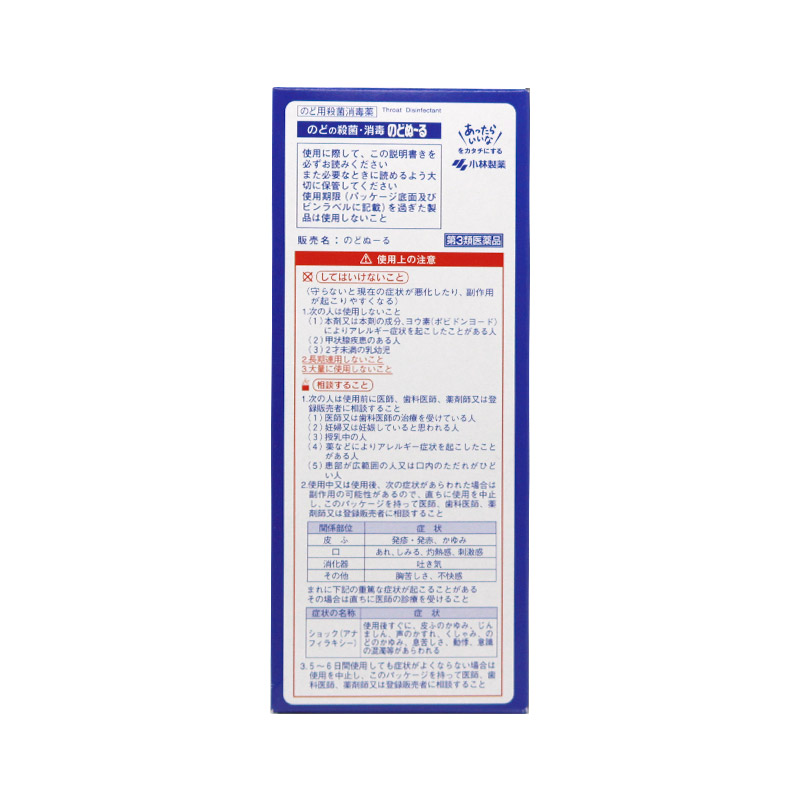 のど用殺菌消毒薬 Throat Disinfectant
のどの殺菌・消毒 のどぬ〜る
あったら
いいな
をカタチにする
小林製薬
使用に際して、この説明書きを
必ずお読みください
また必要なときに読めるよう大
切に保管してください
使用期限（パッケージ底面及び
ビンラベルに記載）を過ぎた製
品は使用しないこと
販売名：のどぬーる
第3類医薬品
使用上の注意
してはいけないこと
（守らないと現在の症状が悪化したり、副作用
が起こりやすくなる）
1.次の人は使用しないこと
（1）本剤又は本剤の成分、ヨウ素（ポビドンヨード）
によりアレルギー症状を起こしたことがある人
（2）甲状腺疾患のある人
（3）2才未満の乳幼児
2.長期連用しないこと
3.大量に使用しないこと
相談すること
1.次の人は使用前に医師、歯科医師、薬剤師又は登
録販売者に相談すること
（1）医師又は歯科医師の治療を受けている人
（2）妊婦又は妊娠していると思われる人
（3）授乳中の人
（4）薬などによりアレルギー症状を起こしたこと
がある人
（5）患部が広範囲の人又は口内のただれがひど
い人
2.使用中又は使用後、次の症状があらわれた場合は
副作用の可能性があるので、直ちに使用を中止
し、このパッケージを持って医師、歯科医師、薬
剤師又は登録販売者に相談すること
関係部位 症 状
皮 ふ 発疹・発赤、かゆみ
口 あれ、しみる、灼熱感、刺激感
消化器 吐き気
その他 胸苦しさ、不快感
まれに下記の重篤な症状が起こることがある
その場合は直ちに医師の診療を受けること
症状の名称 症 状
ショック（アナ
フィラキシー）
使用後すぐに、皮ふのかゆみ、じん
ましん、声のかすれ、くしゃみ、の
どのかゆみ、息苦しさ、動悸、意識
の混濁等があらわれる
3.5〜6日間使用しても症状がよくならない場合は
使用を中止し、このパッケージを持って医師、歯
科医師、薬剤師又は登録販売者に相談すること